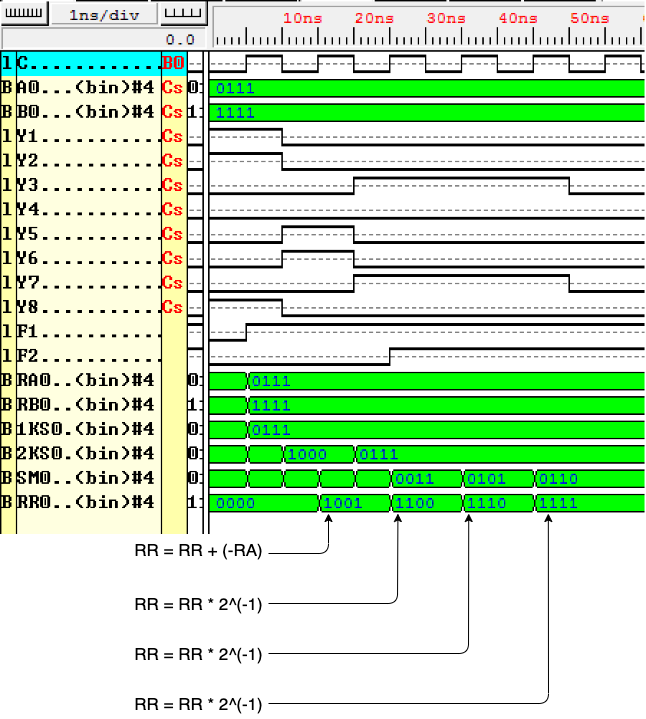 1ns/div
0.0
10ns 20ns 30ns 40ns 50ns
1 C............ B0
B A0...(bin)#4 Cs 0 0111
B B0...(bin)#4 Cs 1 1111
1 Y1........... Cs
1 Y2........... Cs
1 Y3........... Cs
1 Y4........... Cs
1 Y5........... Cs
1 Y6........... Cs
1 Y7........... Cs
1 Y8........... Cs
1 F1...........
1 F2...........
B RA0..(bin)#4 0 0111
B RB0..(bin)#4 1 1111
B 1KS0.(bin)#4 0 0111
B 2KS0.(bin)#4 0 1000 0111
B SM0..(bin)#4 0 0011 0101 0110
B RR0..(bin)#4 1 0000 1001 1100 1110 1111
RR = RR + (-RA)
RR = RR * 2^(-1)
RR = RR * 2^(-1)
RR = RR * 2^(-1)